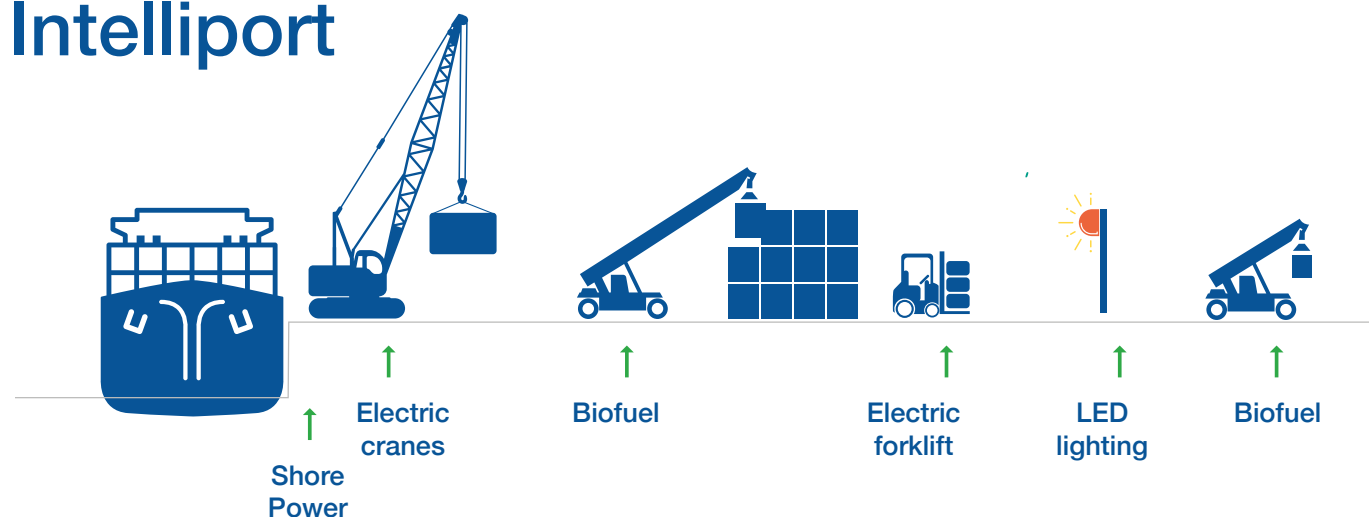 Intelliport
Shore
Power
Electric
cranes
Biofuel
Electric
forklift
LED
lighting
Biofuel